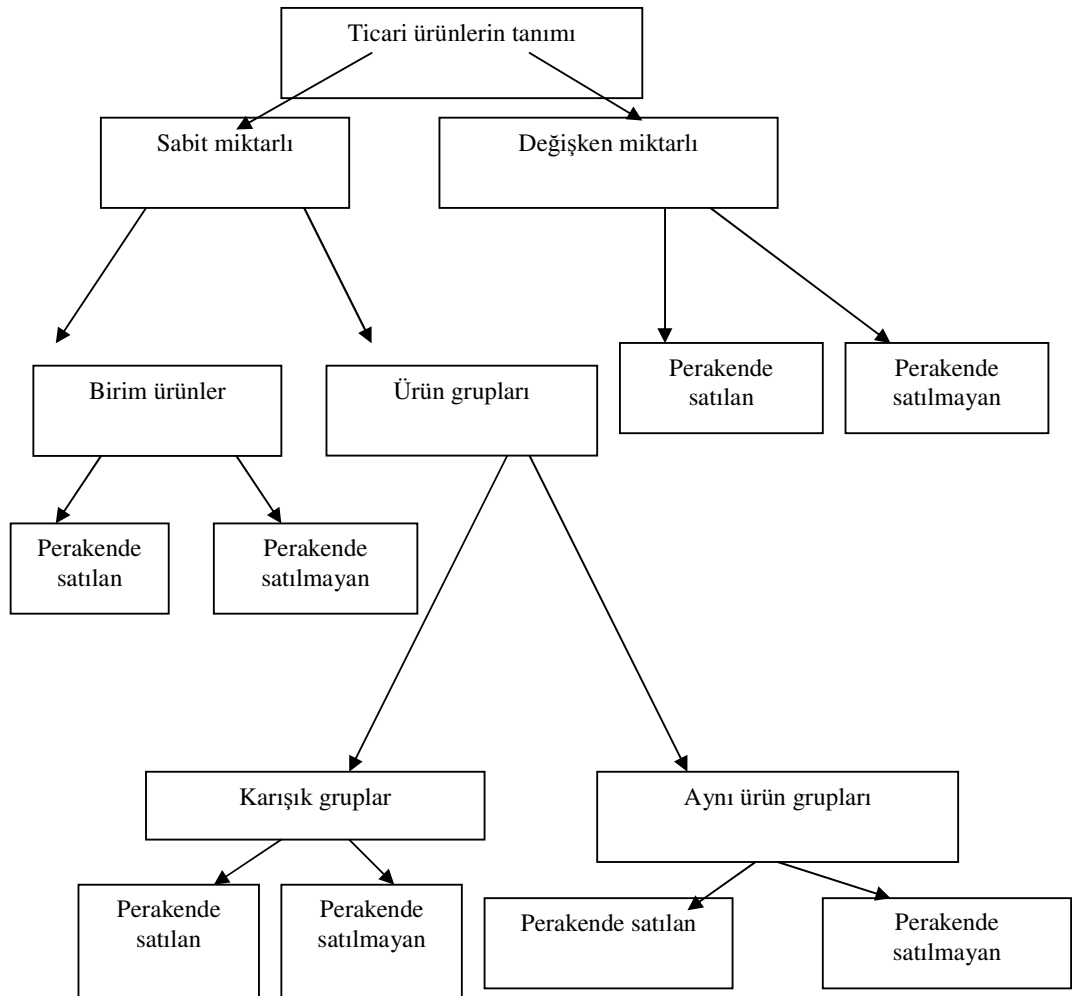 Ticari ürünlerin tanımı
Sabit miktarlı
Değişken miktarlı
Perakende
satılan
Perakende
satılmayan
Birim ürünler
Ürün grupları
Perakende
satılan
Perakende
satılmayan
Karışık gruplar
Aynı ürün grupları
Perakende
satılan
Perakende
satılmayan
Perakende satılan
Perakende
satılmayan